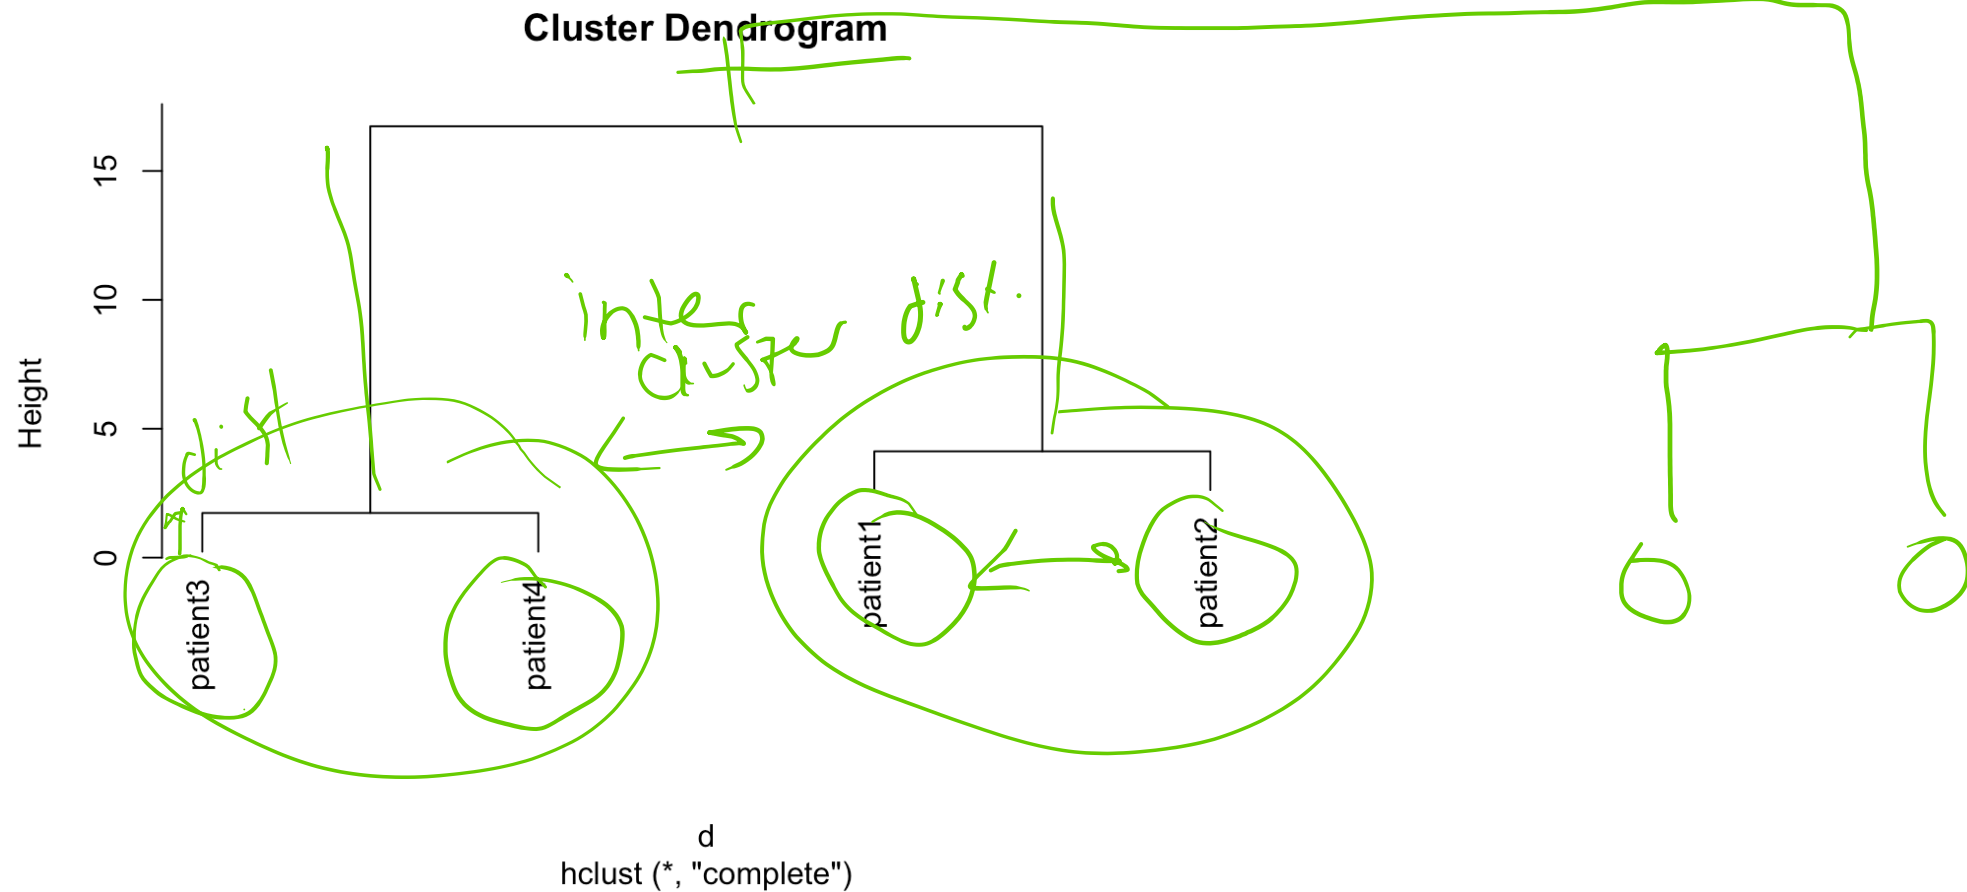 Cluster Dendrogram
15
10
5
0
Height
inter
cluster
dist.
dist
patient3
patient4
patient1
patient2
d
hclust (*, "complete")